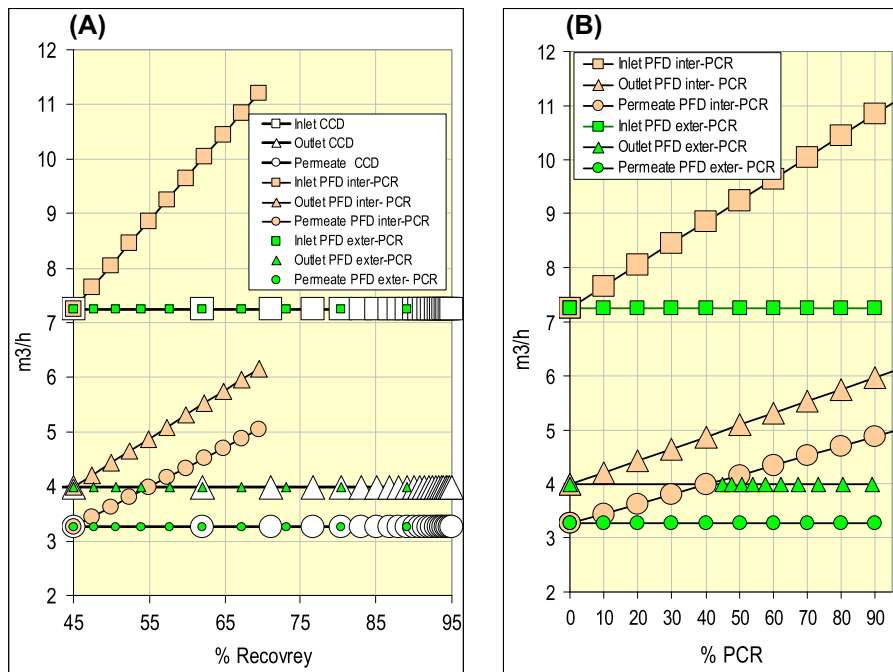 (A)
12
11
10
9
8
7
6
5
4
3
2
m3/h
Inlet CCD
Outlet CCD
Permeate CCD
Inlet PFD inter-PCR
Outlet PFD inter- PCR
Permeate PFD inter-PCR
Inlet PFD exter-PCR
Outlet PFD exter-PCR
Permeate PFD exter- PCR
45 55 65 75 85 95
% Recovrey
(B)
12
11
10
9
8
7
6
5
4
3
2
m3/h
Inlet PFD inter-PCR
Outlet PFD inter- PCR
Permeate PFD inter-PCR
Inlet PFD exter-PCR
Outlet PFD exter-PCR
Permeate PFD exter- PCR
0 10 20 30 40 50 60 70 80 90
% PCR